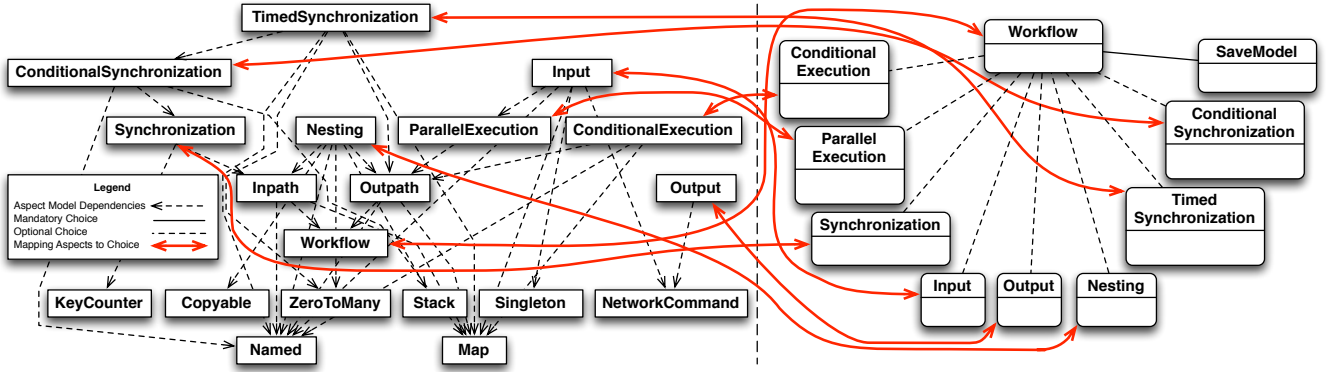 TimedSynchronization
ConditionalSynchronization
Input
Synchronization
Nesting
ParallelExecution
ConditionalExecution
Legend
Aspect Model Dependencies
Mandatory Choice
Optional Choice
Mapping Aspects to Choice
Inpath
Outpath
Output
Workflow
KeyCounter
Copyable
ZeroToMany
Stack
Singleton
NetworkCommand
Named
Map
Workflow
SaveModel
Conditional
Execution
Conditional
Synchronization
Parallel
Execution
Timed
Synchronization
Synchronization
Input
Output
Nesting